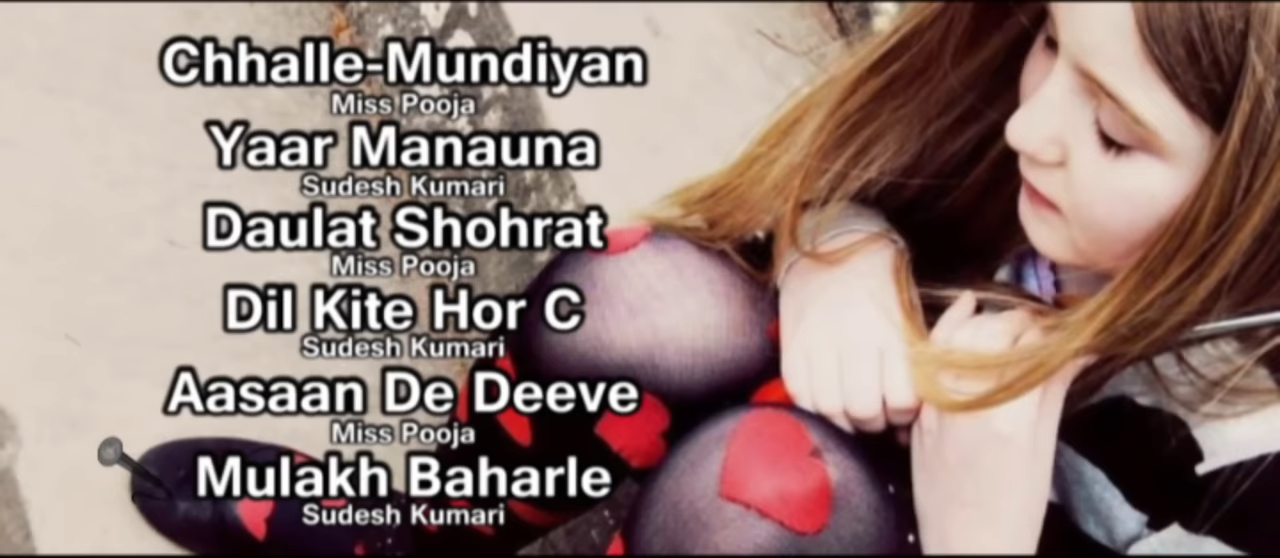 Chhalle-Mundiyan
Miss Pooja
Yaar Manauna
Sudesh Kumari
Daulat Shohrat
Miss Pooja
Dil Kite Hor C
Sudesh Kumari
Aasaan De Deeve
Miss Pooja
Mulakh Baharle
Sudesh Kumari